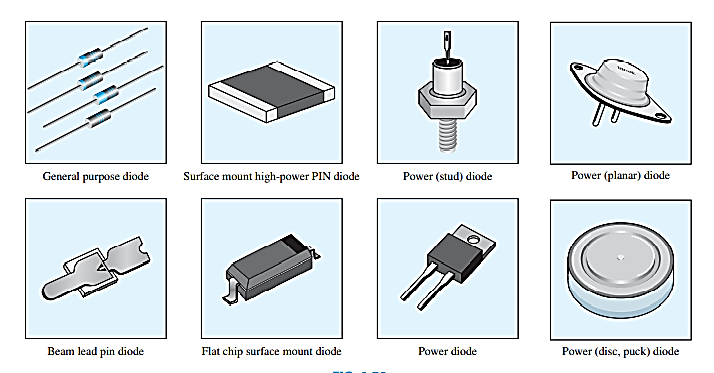 General purpose diode
Surface mount high-power PIN diode
Power (stud) diode
Power (planar) diode
Beam lead pin diode
Flat chip surface mount diode
Power diode
Power (disc, puck) diode